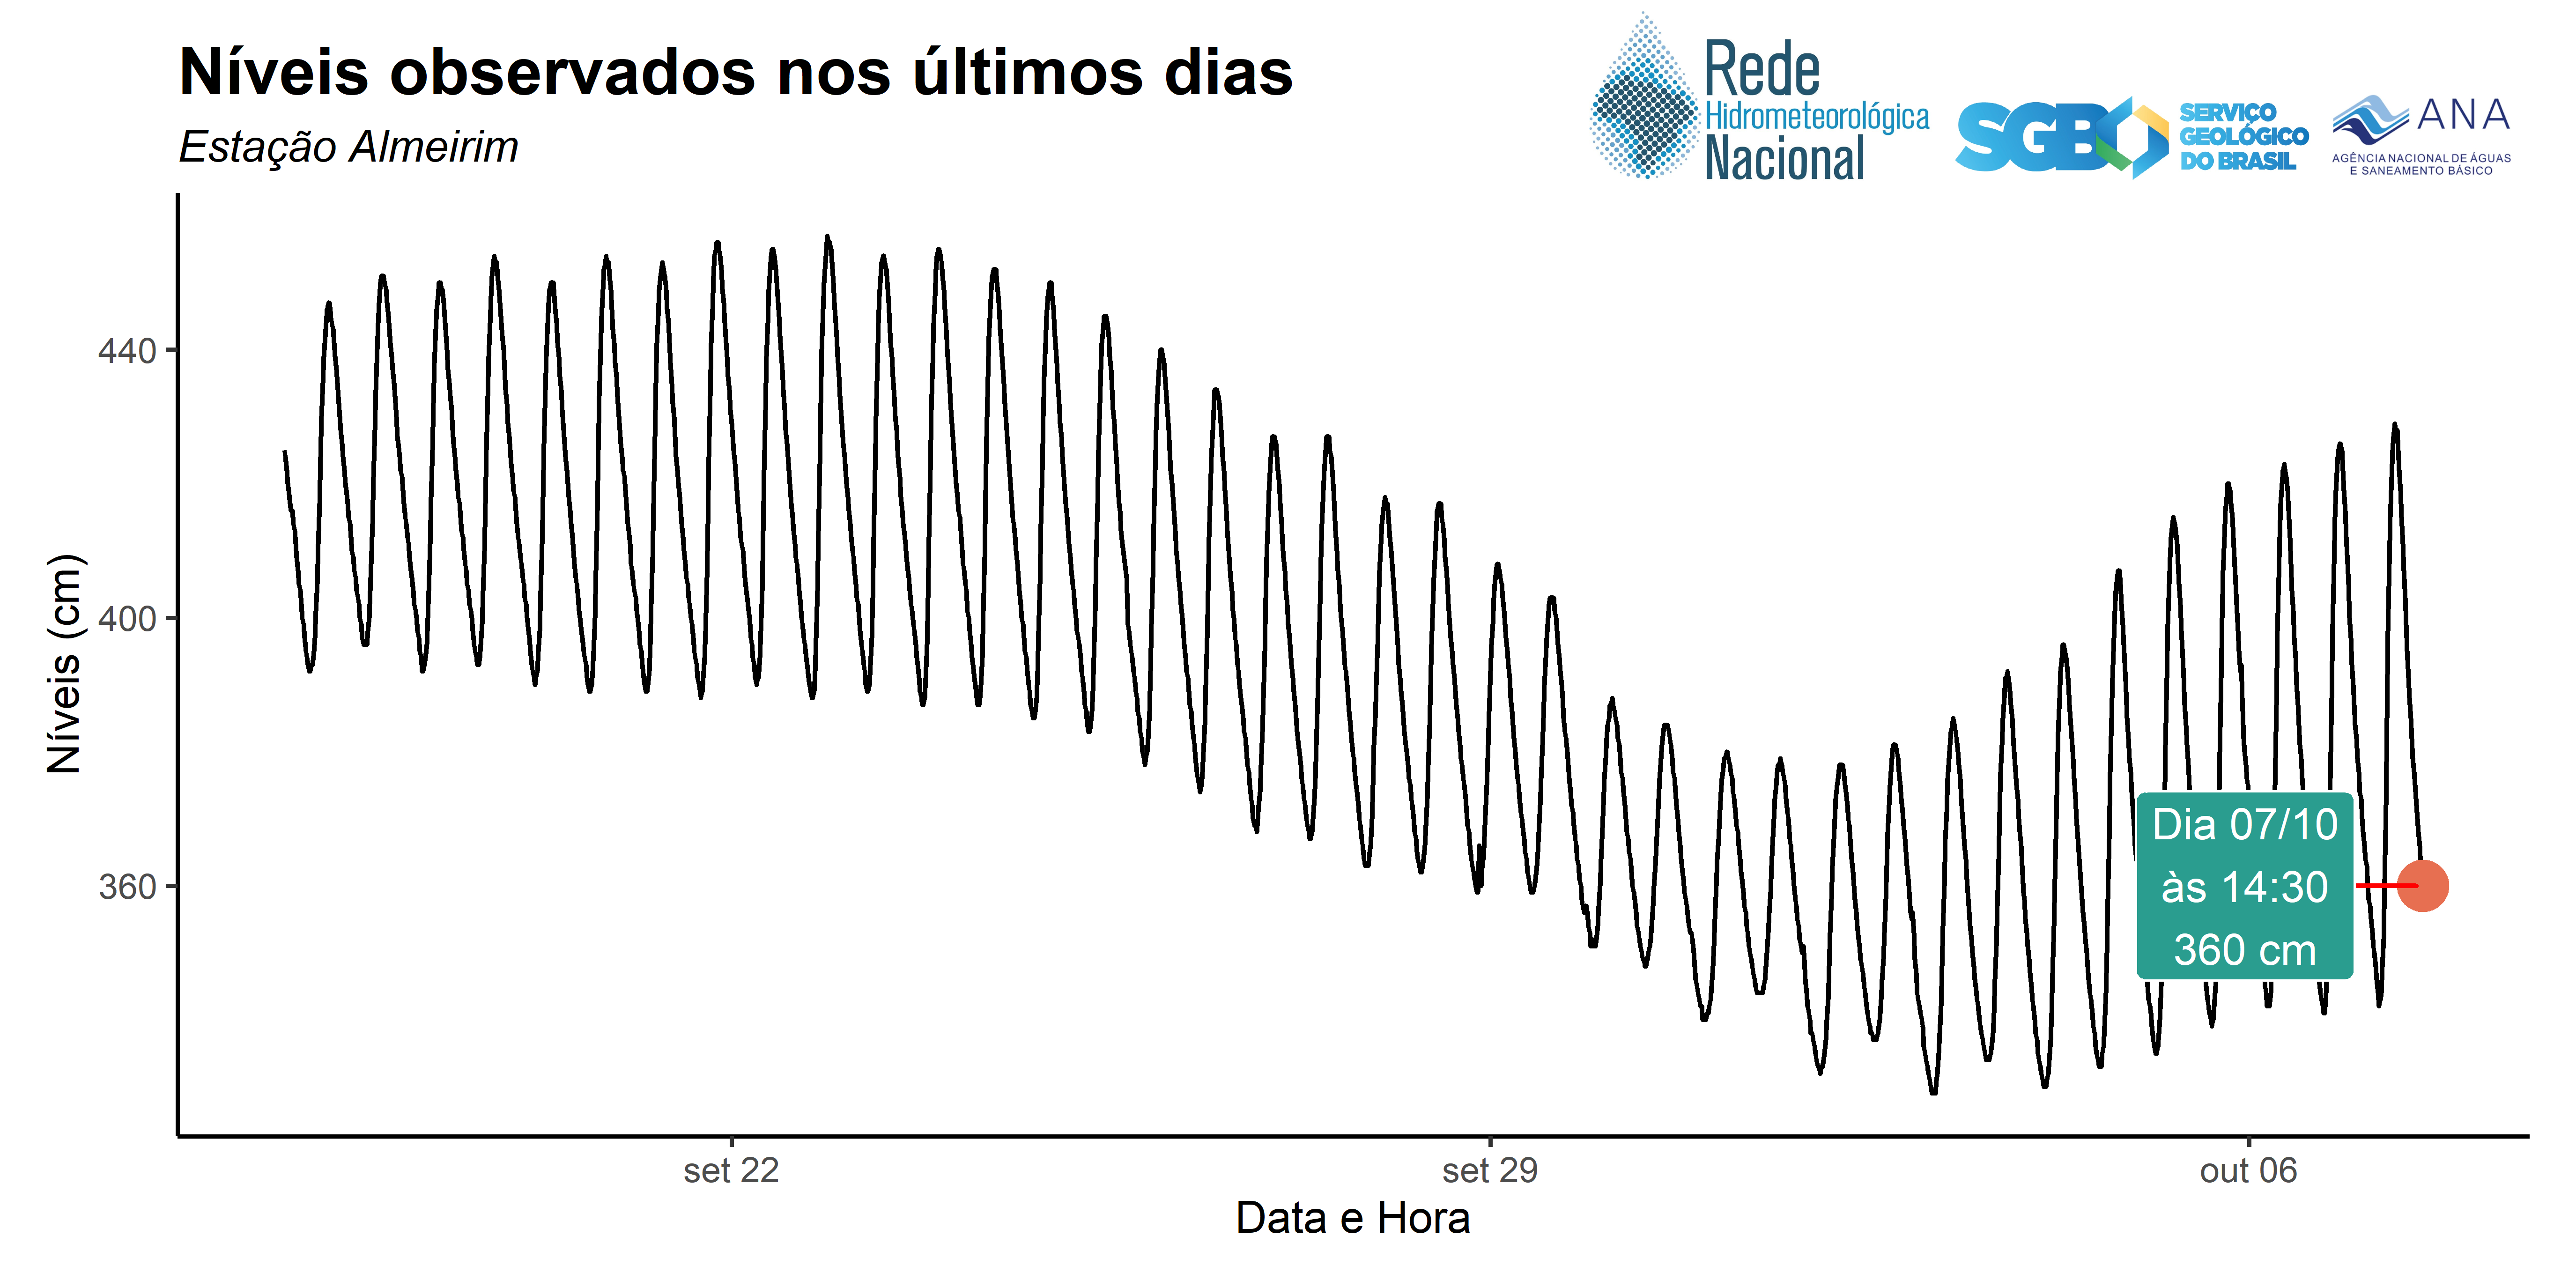 Níveis observados nos últimos dias
Estação Almeirim
Rede
Hidrometeorológica
Nacional
SGB
SERVIÇO
GEOLÓGICO
DO BRASIL
ANA
AGÊNCIA NACIONAL DE ÁGUAS
E SANEAMENTO BÁSICO
Níveis (cm)
440
400
360
Dia 07/10
às 14:30
360 cm
set 22
set 29
out 06
Data e Hora